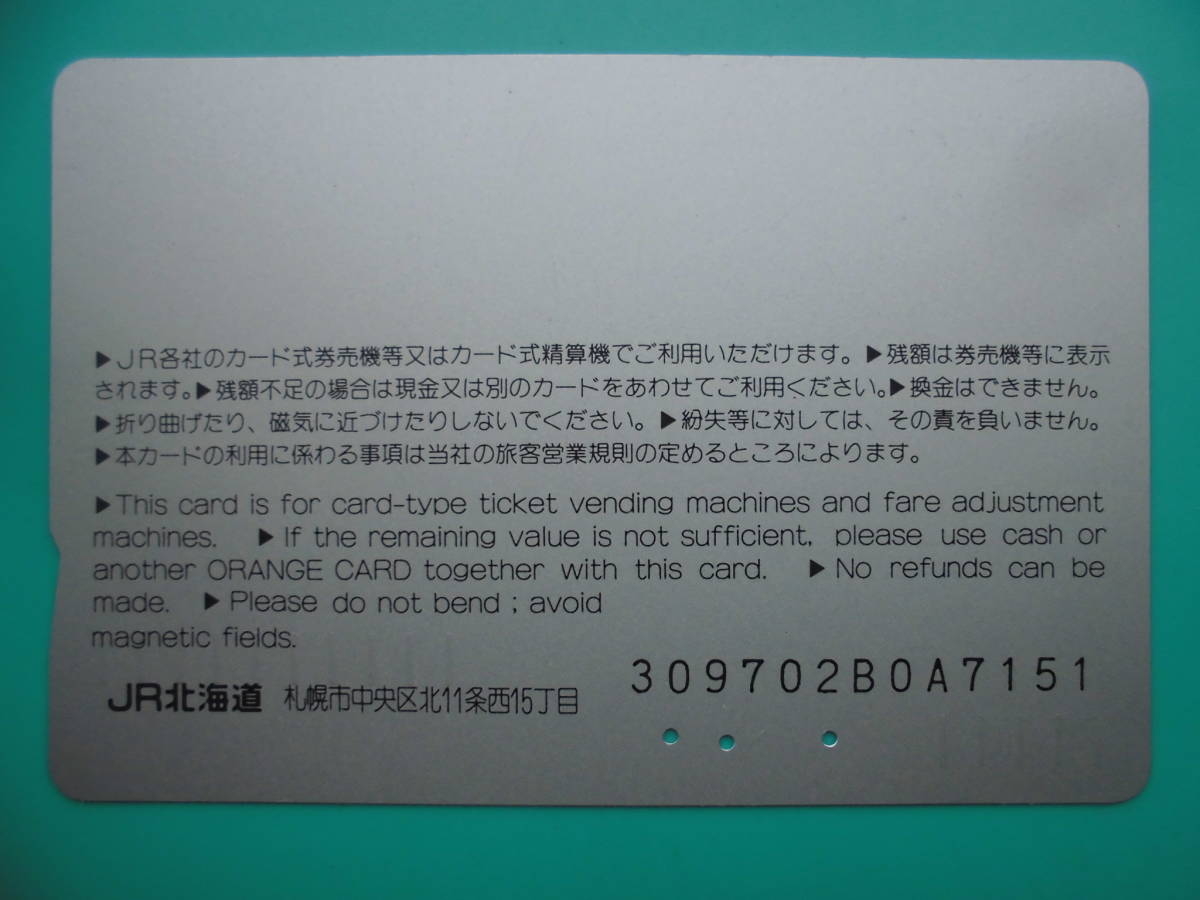 ▶JR各社のカード式券売機等又はカード式精算機でご利用いただけます。▶残額は券売機等に表示
されます。▶残額不足の場合は現金又は別のカードをあわせてご利用ください。▶換金はできません。
▶折り曲げたり、磁気に近づけたりしないでください。▶紛失等に対しては、その責を負いません。
▶本カードの利用に係わる事項は当社の旅客営業規則の定めるところによります。
▶This card is for card-type ticket vending machines and fare adjustment
machines. ▶If the remaining value is not sufficient, please use cash or
another ORANGE CARD together with this card. ▶No refunds can be
made. ▶Please do not bend ; avoid
magnetic fields.
309702B0A7151
JR北海道 札幌市中央区北11条西15丁目